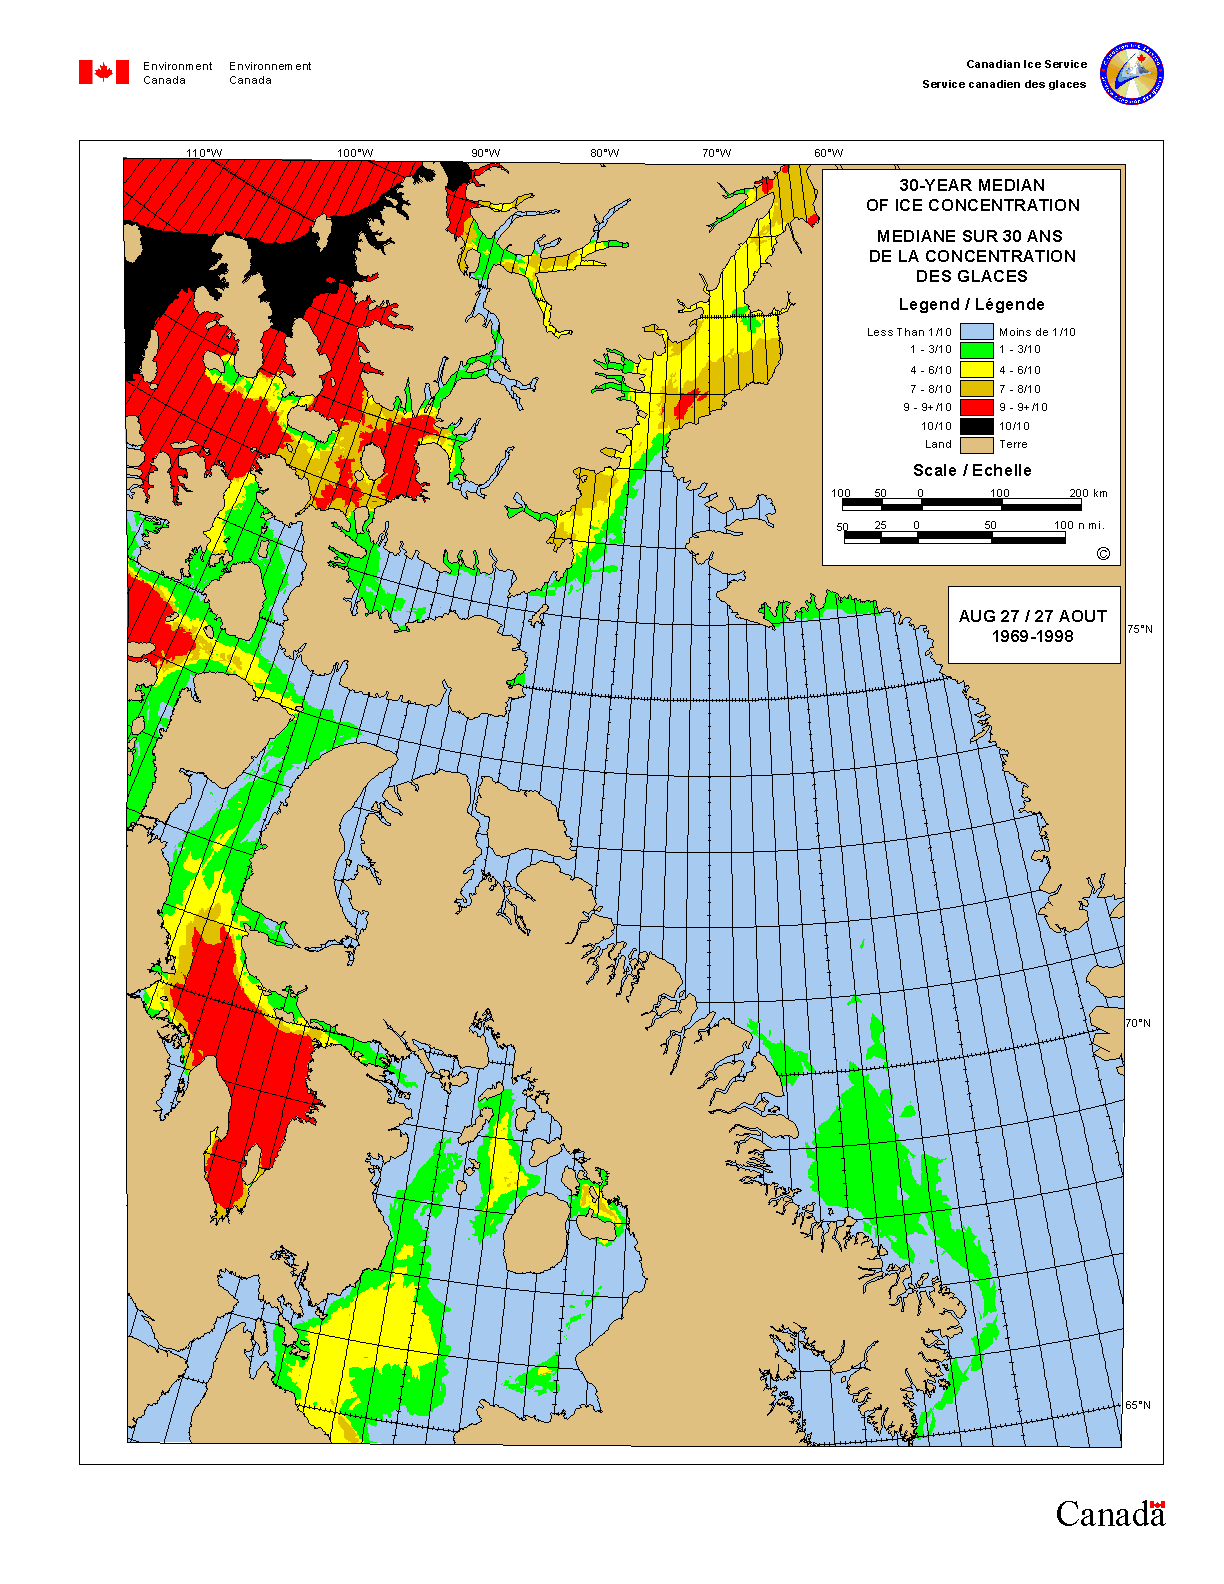 Environment Environnement
Canada Canada
Canadian Ice Service
Service canadien des glaces
110°W 100°W 90°W 80°W 70°W 60°W
30-YEAR MEDIAN
OF ICE CONCENTRATION
MEDIANE SUR 30 ANS
DE LA CONCENTRATION
DES GLACES
Legend / Légende
Less Than 1/10 Moins de 1/10
1 - 3/10 1 - 3/10
4 - 6/10 4 - 6/10
7 - 8/10 7 - 8/10
9 - 9+/10 9 - 9+/10
10/10 10/10
Land Terre
Scale / Echelle
100 50 0 100 200 km
50 25 0 50 100 n mi.
©
AUG 27 / 27 AOUT
1969-1998
75°N
70°N
65°N
Canada